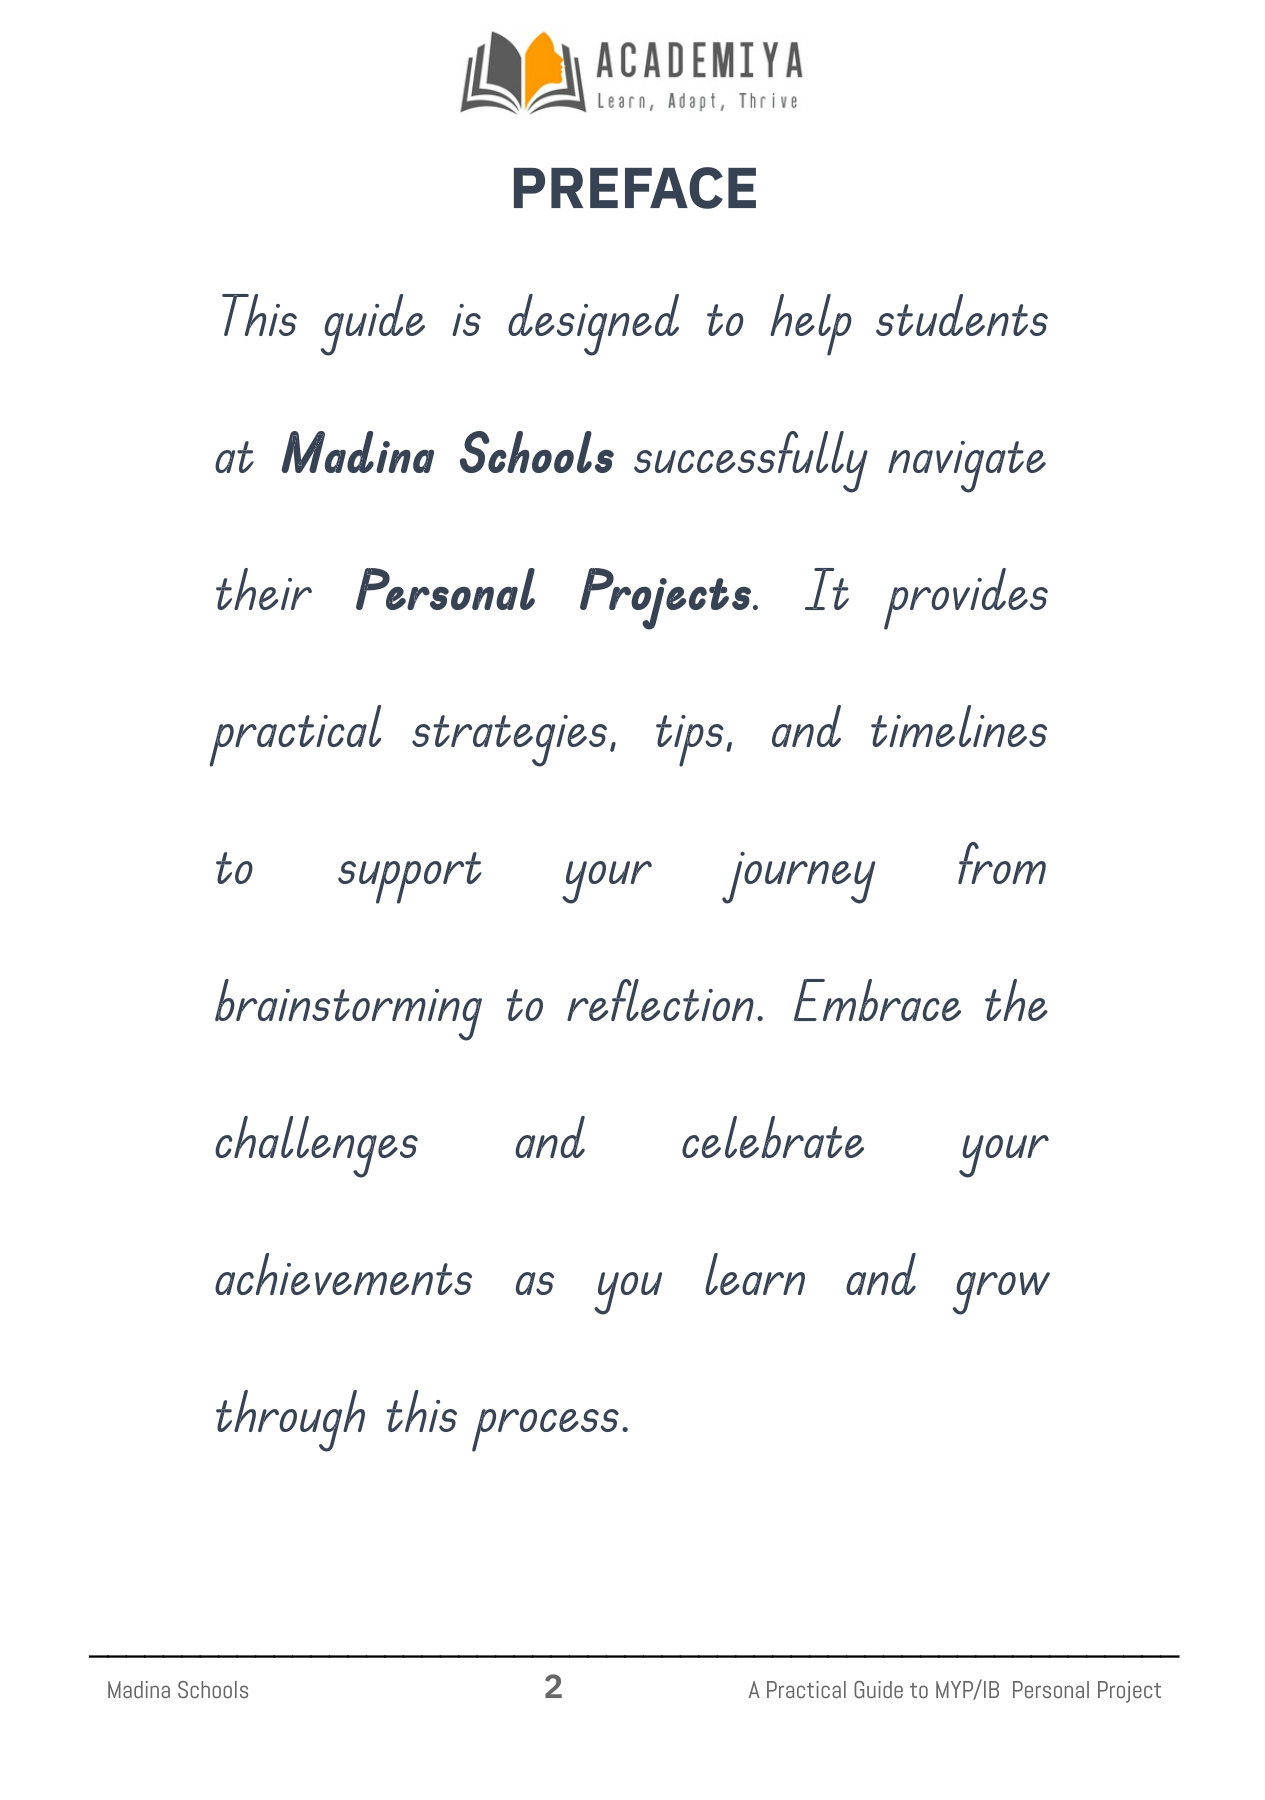 ACADEMIYA
Learn, Adapt, Thrive
PREFACE
This guide is designed to help students
at Madina Schools successfully navigate
their Personal Projects. It provides
practical strategies, tips, and timelines
to support your journey from
brainstorming to reflection. Embrace the
challenges and celebrate your
achievements as you learn and grow
through this process.
Madina Schools 2 A Practical Guide to MYP/IB Personal Project